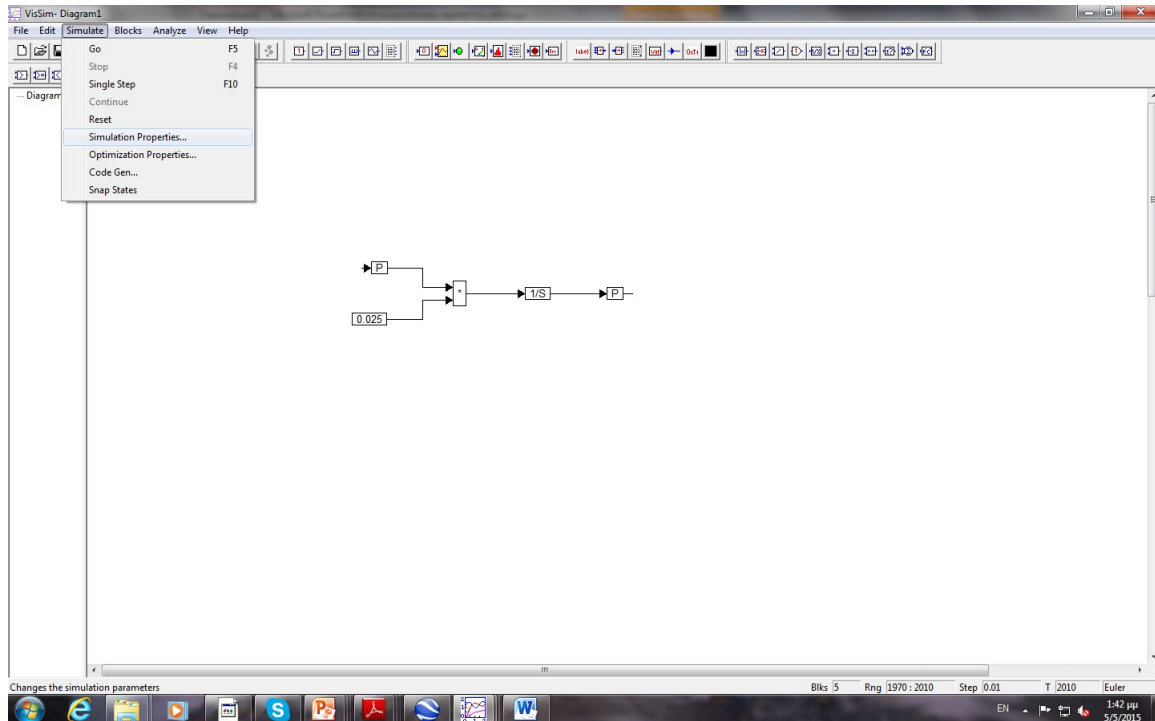 VisSim- Diagram1
File Edit Simulate Blocks Analyze View Help
Go F5
Stop F4
Single Step F10
Continue
Reset
Simulation Properties...
Optimization Properties...
Code Gen...
Snap States
Diagram
P
*
1/S
P
0.025
Changes the simulation parameters
Blks 5 Rng 1970 : 2010 Step 0.01 T 2010 Euler
EN
1:42 μμ
5/5/2015